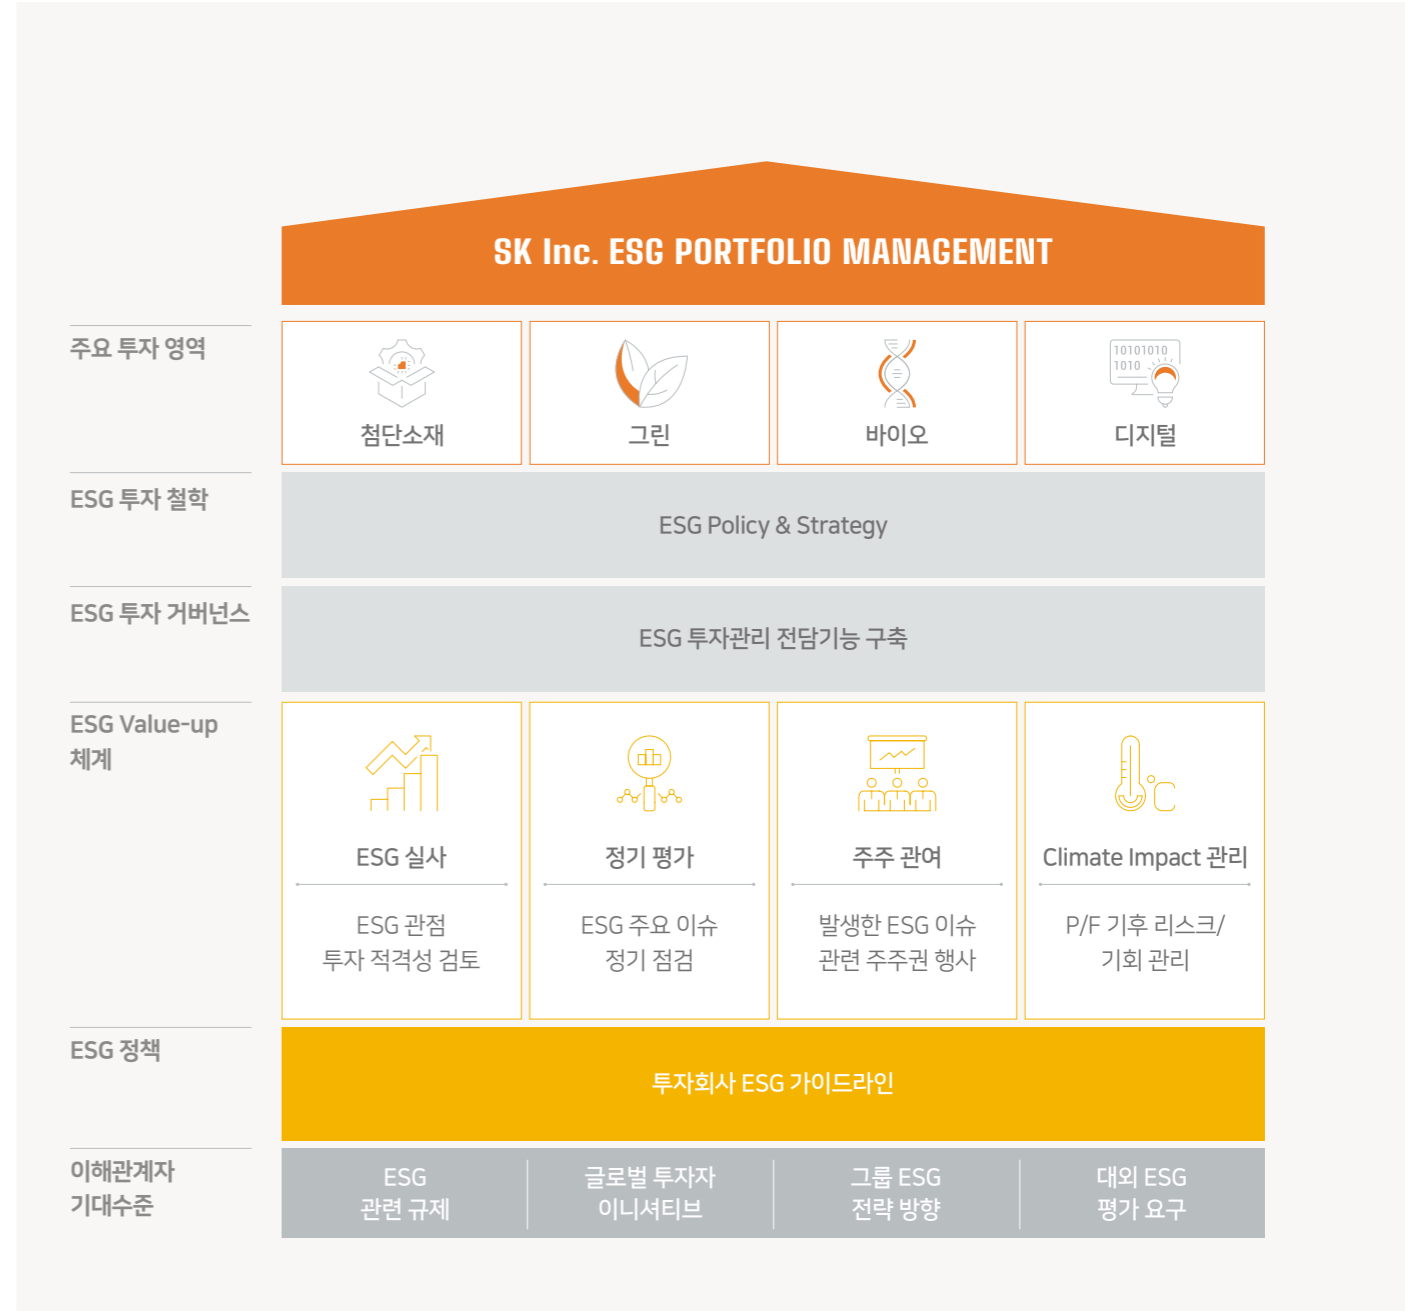 SK Inc. ESG PORTFOLIO MANAGEMENT
주요 투자 영역
10101010
1010
첨단소재
그린
바이오
디지털
ESG 투자 철학
ESG Policy & Strategy
ESG 투자 거버넌스
ESG 투자관리 전담기능 구축
ESG Value-up
체계
°C
ESG 실사
정기 평가
주주 관여
Climate Impact 관리
ESG 관점
투자 적격성 검토
ESG 주요 이슈
정기 점검
발생한 ESG 이슈
관련 주주권 행사
P/F 기후 리스크/
기회 관리
ESG 정책
투자회사 ESG 가이드라인
이해관계자
기대수준
ESG
관련 규제
글로벌 투자자
이니셔티브
그룹 ESG
전략 방향
대외 ESG
평가 요구